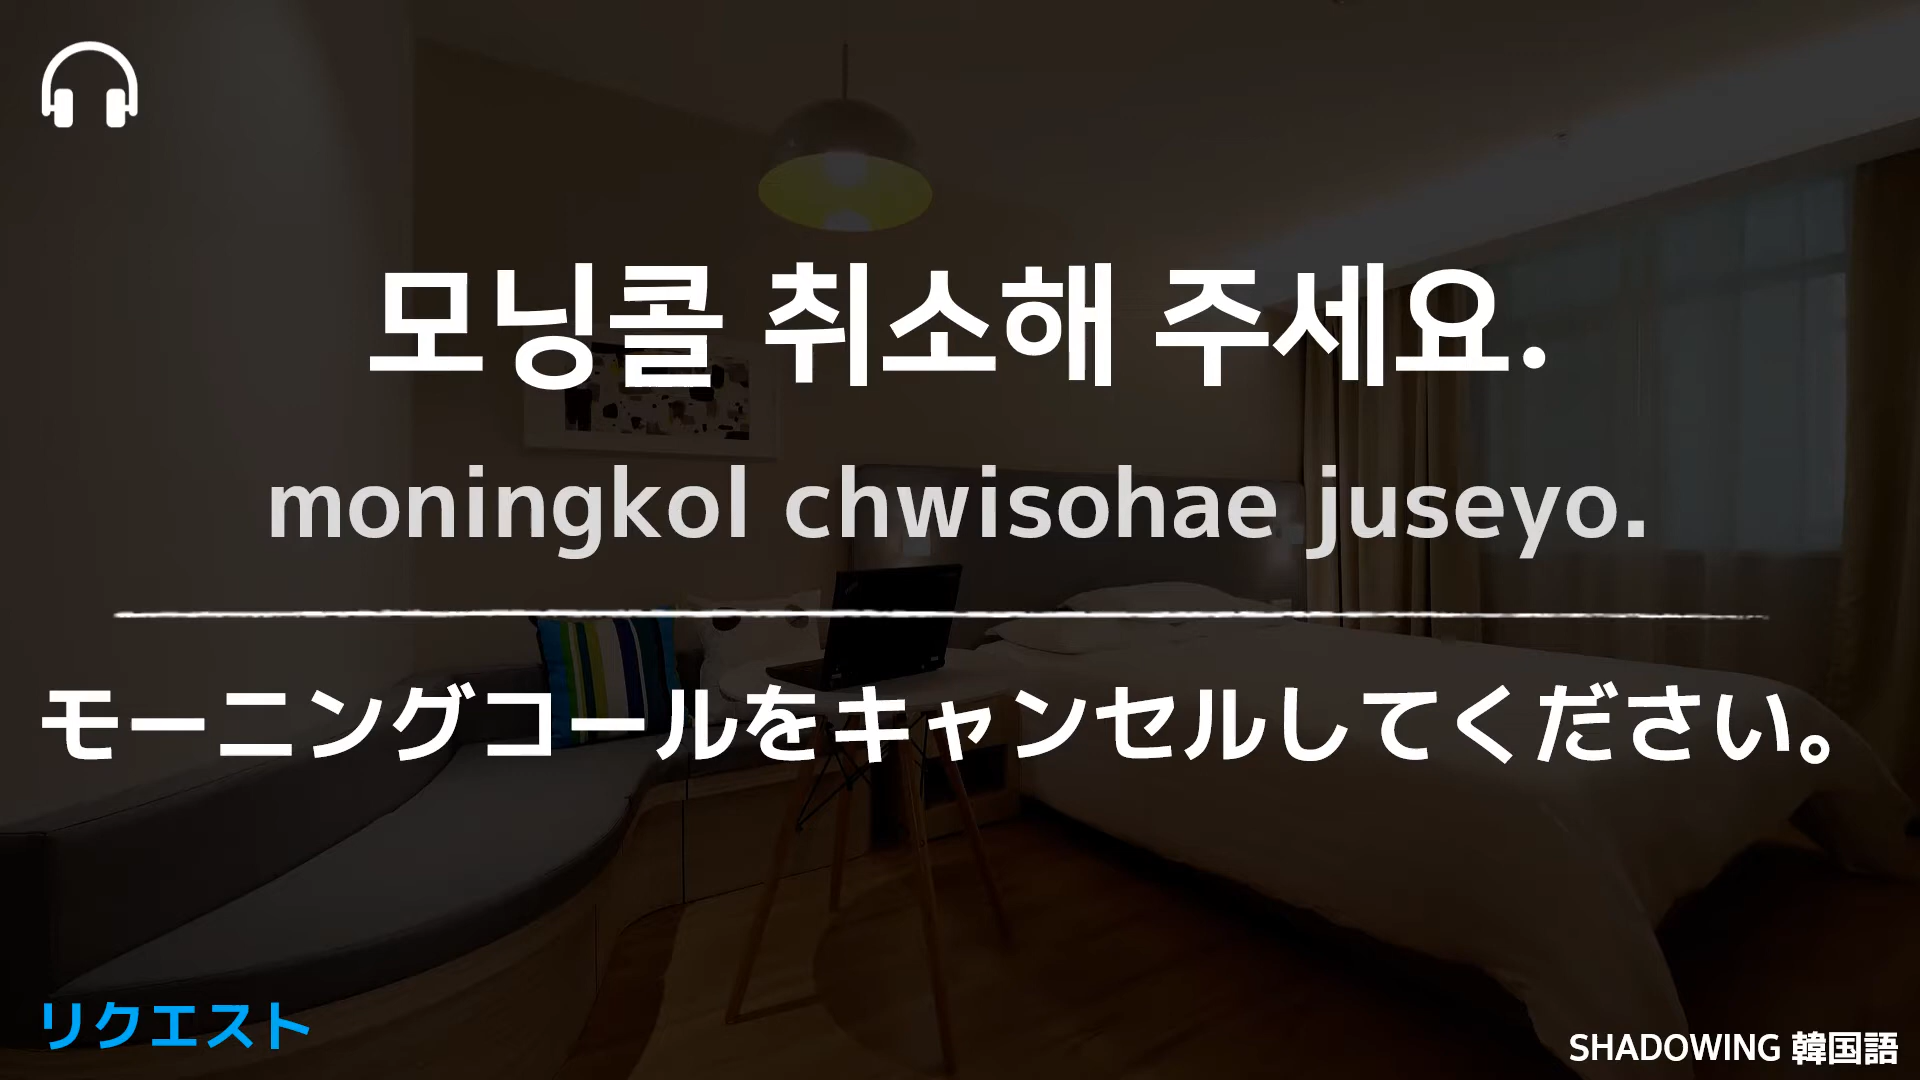 모닝콜 취소해 주세요.
moningkol chwisohae juseyo.
モーニングコールをキャンセルしてください。
リクエスト
SHADOWING 韓国語